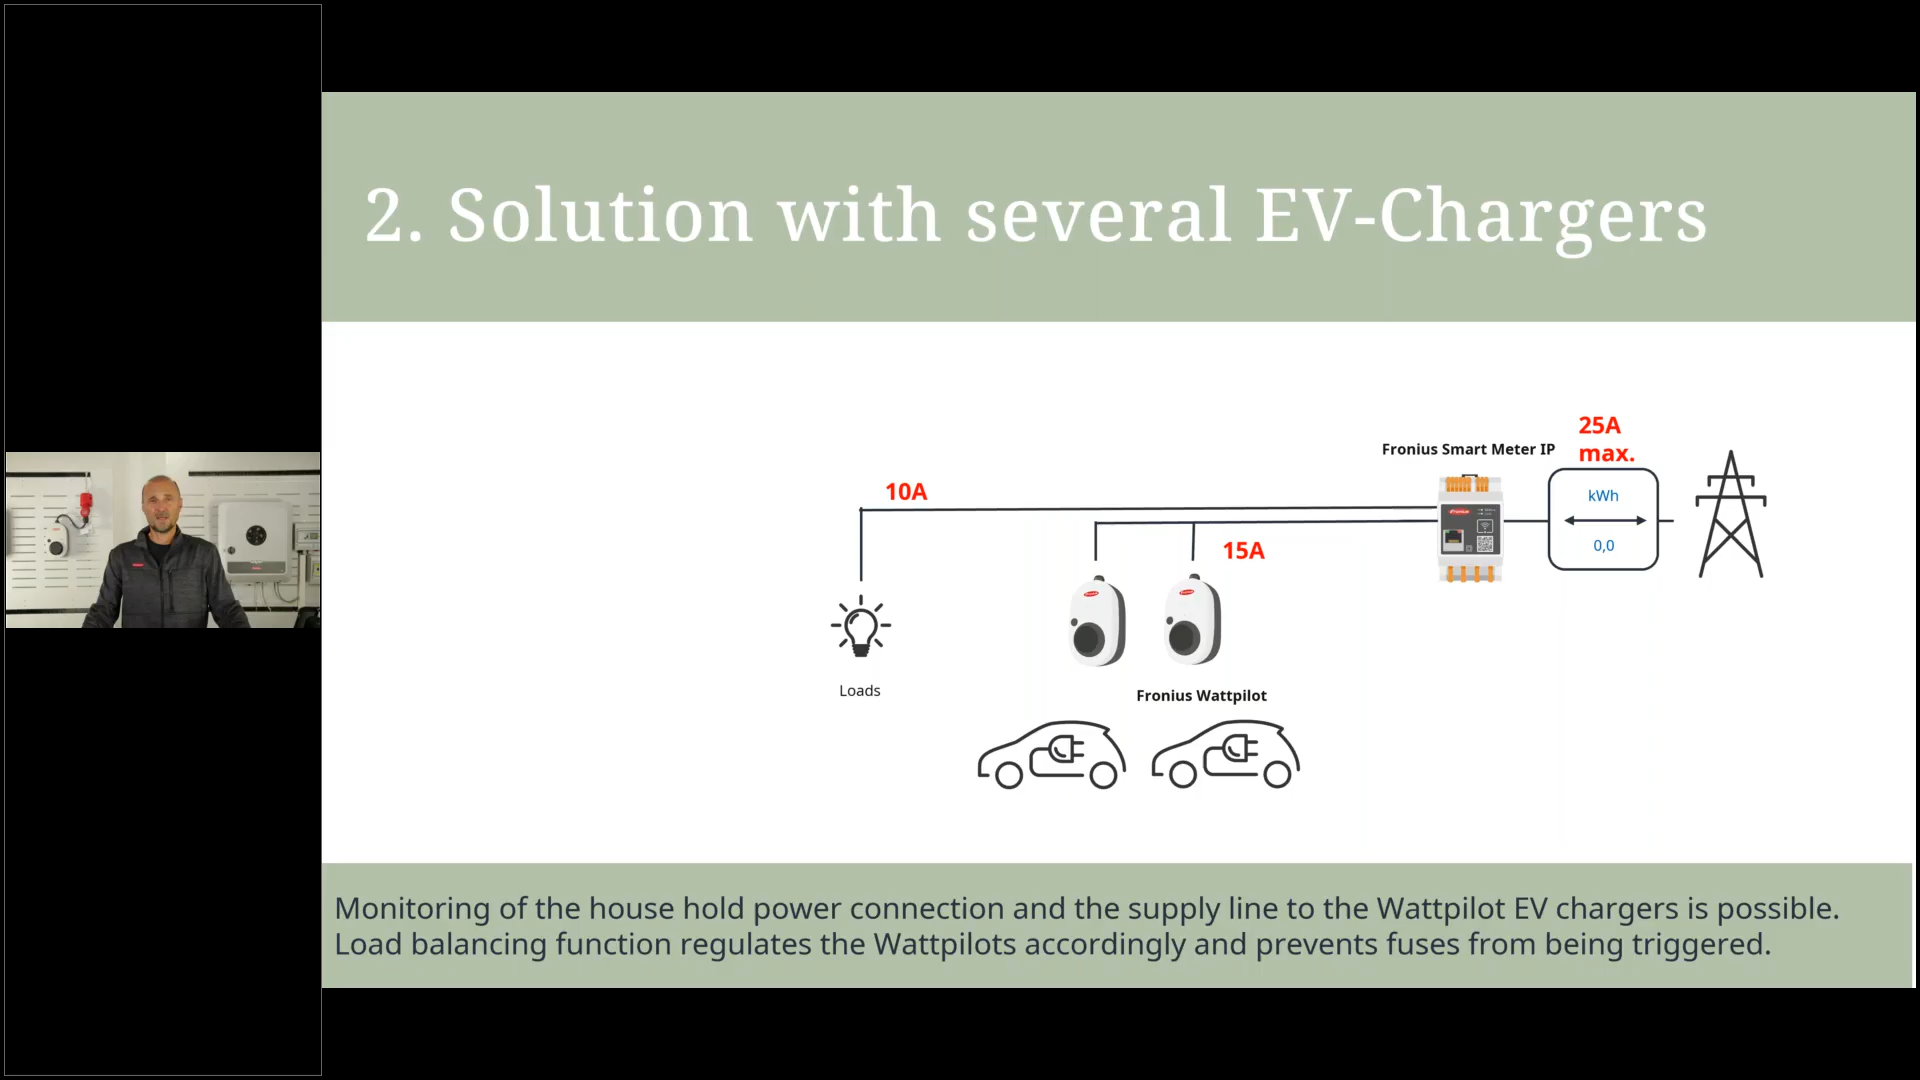 2. Solution with several EV-Chargers
25A
max.
Fronius Smart Meter IP
kWh
10A
0,0
15A
Loads
Fronius Wattpilot
Monitoring of the house hold power connection and the supply line to the Wattpilot EV chargers is possible.
Load balancing function regulates the Wattpilots accordingly and prevents fuses from being triggered.